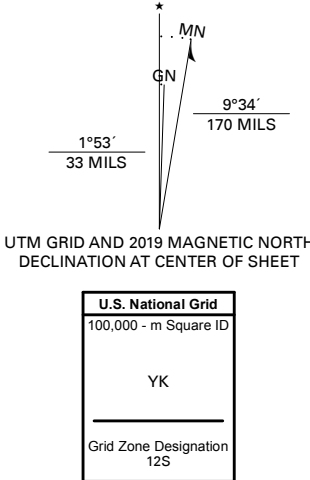 ★
MN
GN
9°34´
170 MILS
1°53´
33 MILS
UTM GRID AND 2019 MAGNETIC NORTH
DECLINATION AT CENTER OF SHEET
U.S. National Grid
100,000 - m Square ID
YK
Grid Zone Designation
12S